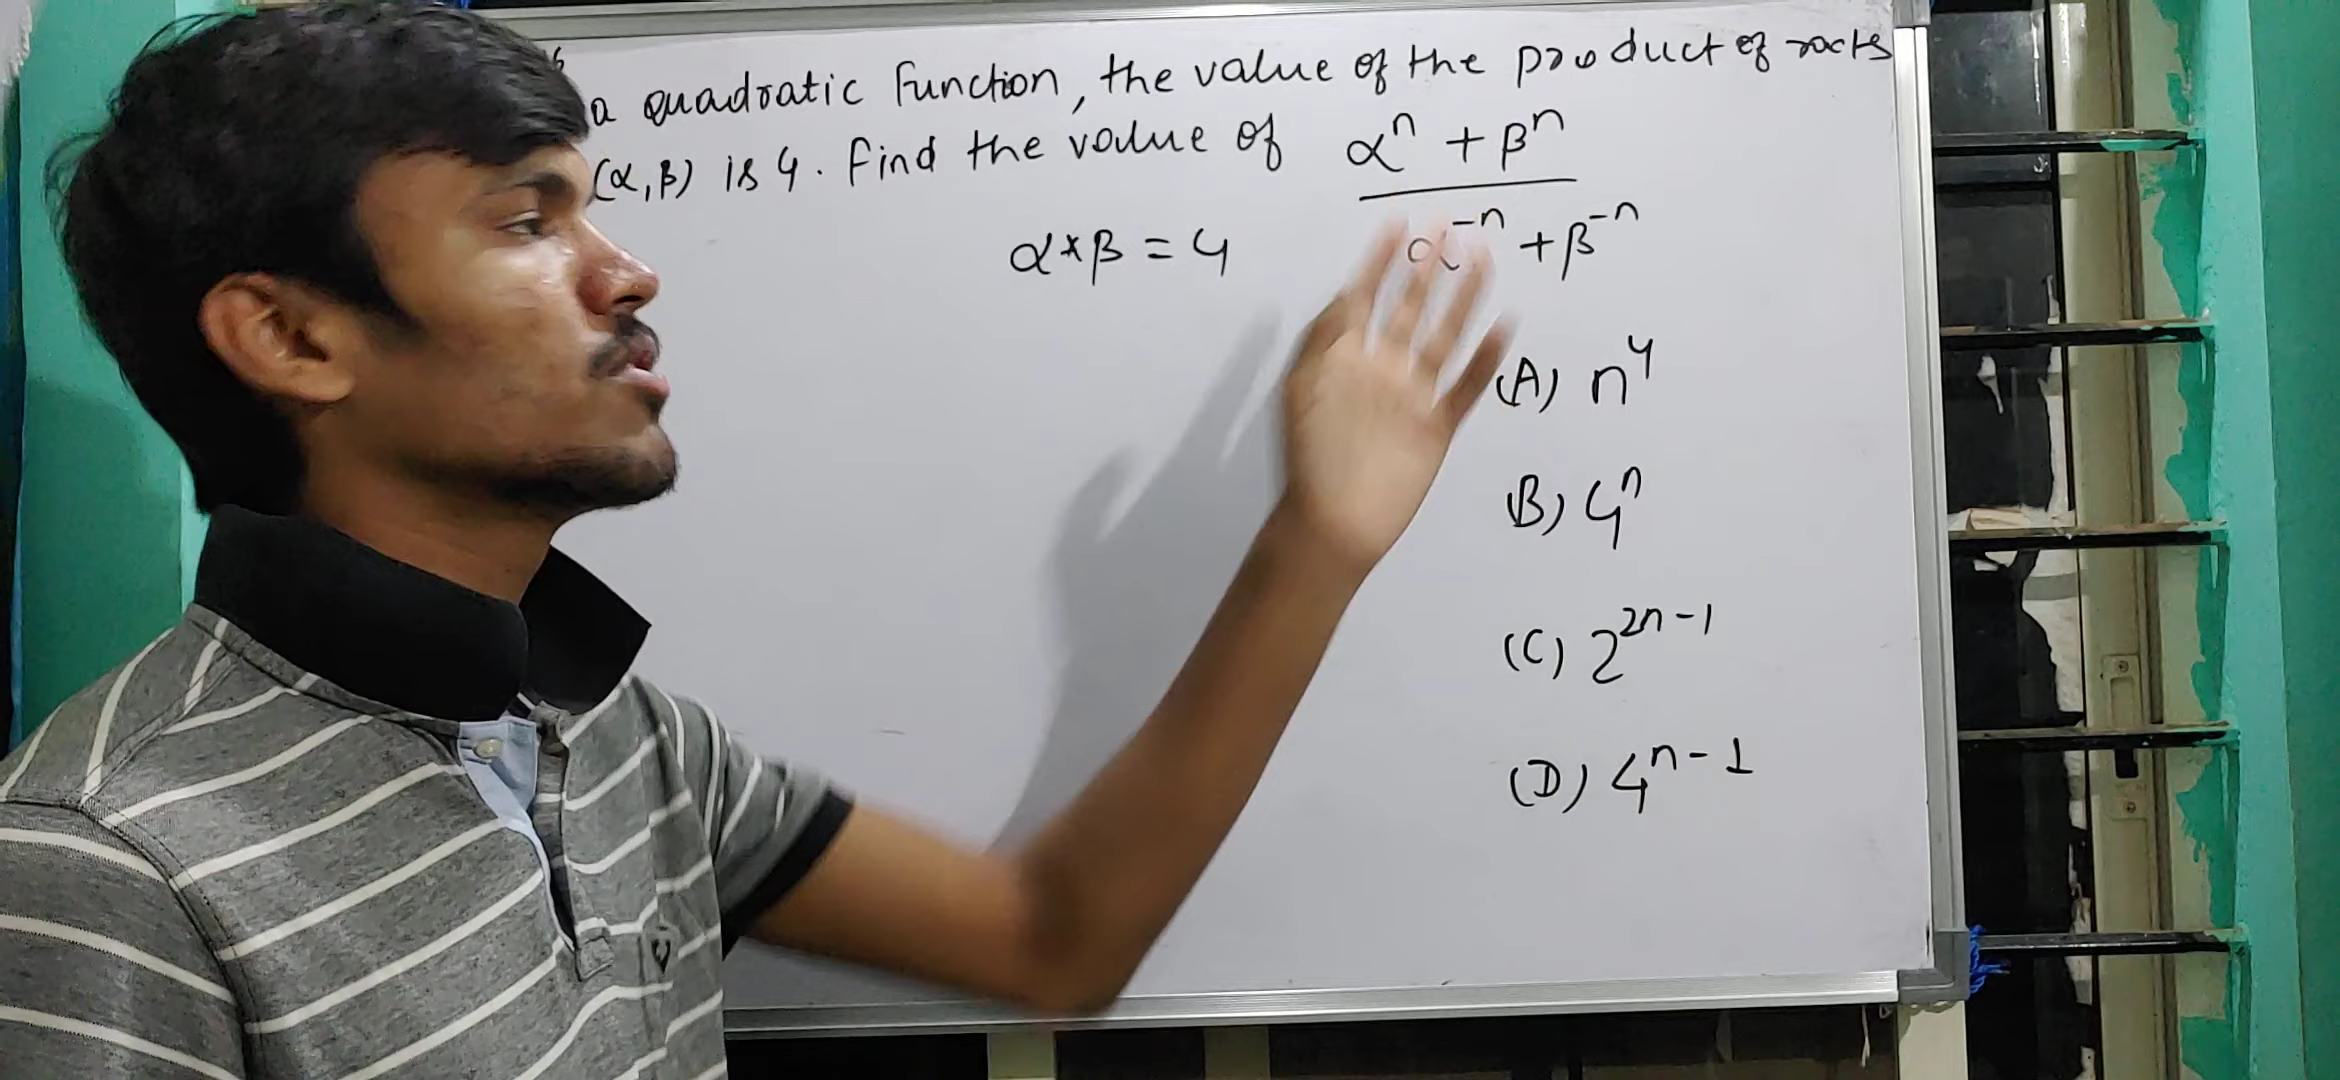 6
a quadratic function, the value of the product of roots
(α, β) is 4. Find the value of αⁿ + βⁿ
α⁻ⁿ + β⁻ⁿ
α*β = 4
(A) n⁴
B) 4ⁿ
(C) 2²ⁿ⁻¹
(D) 4ⁿ⁻¹